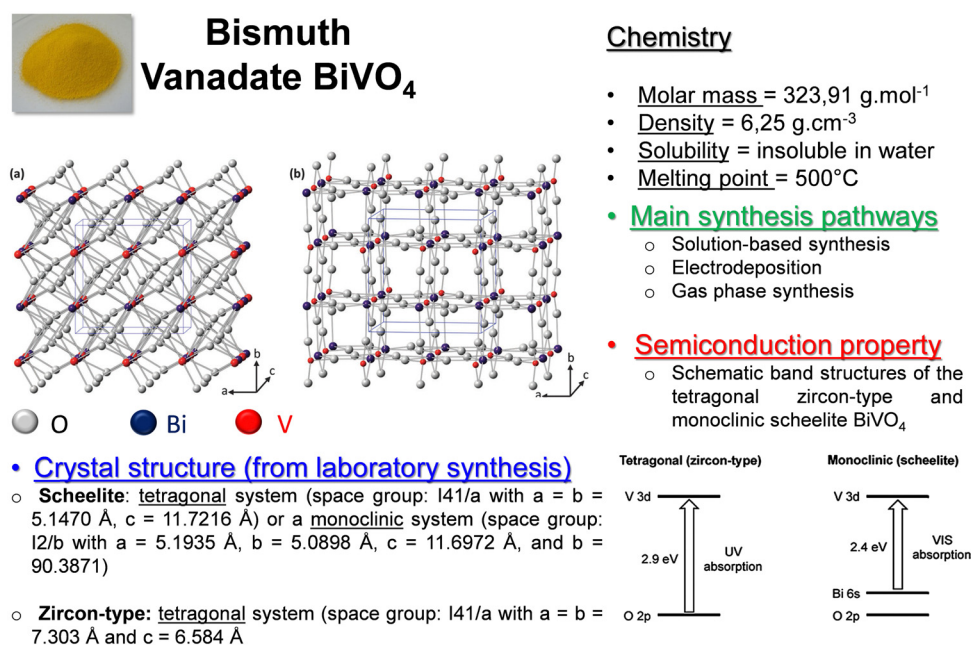 Bismuth
Vanadate BiVO₄
(a)
b
c
a
(b)
b
c
a
O
Bi
V
• Crystal structure (from laboratory synthesis)
o Scheelite: tetragonal system (space group: I41/a with a = b =
5.1470 Å, c = 11.7216 Å) or a monoclinic system (space group:
I2/b with a = 5.1935 Å, b = 5.0898 Å, c = 11.6972 Å, and b =
90.3871)
o Zircon-type: tetragonal system (space group: I41/a with a = b =
7.303 Å and c = 6.584 Å
Chemistry
• Molar mass = 323,91 g.mol⁻¹
• Density = 6,25 g.cm⁻³
• Solubility = insoluble in water
• Melting point = 500°C
• Main synthesis pathways
o Solution-based synthesis
o Electrodeposition
o Gas phase synthesis
• Semiconduction property
o Schematic band structures of the
tetragonal zircon-type and
monoclinic scheelite BiVO₄
Tetragonal (zircon-type)
V 3d
2.9 eV
UV
absorption
O 2p
Monoclinic (scheelite)
V 3d
2.4 eV
VIS
absorption
Bi 6s
O 2p